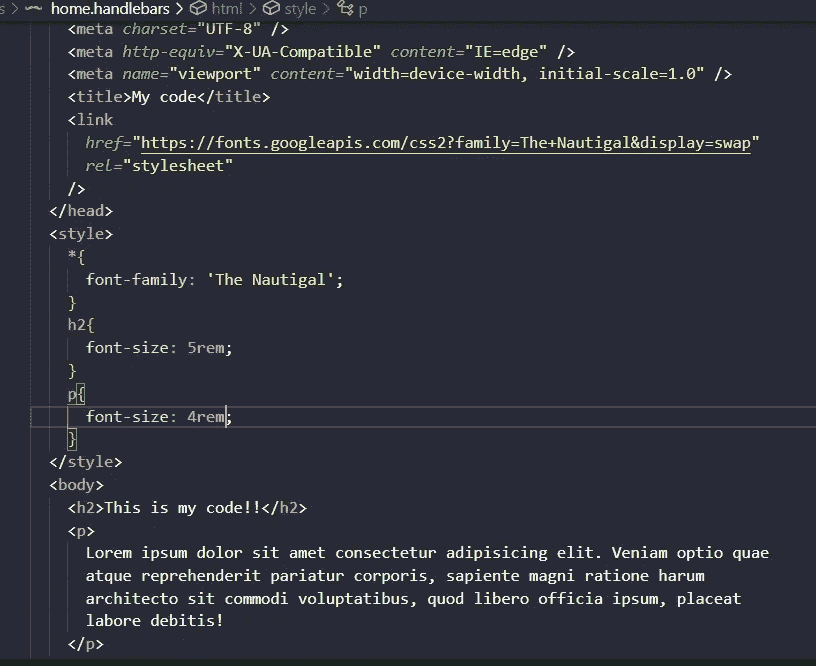 s > home.handlebars > html > style > p
<meta charset="UTF-8" />
<meta http-equiv="X-UA-Compatible" content="IE=edge" />
<meta name="viewport" content="width=device-width, initial-scale=1.0" />
<title>My code</title>
<link
href="https://fonts.googleapis.com/css2?family=The+Nautigal&display=swap"
rel="stylesheet"
/>
</head>
<style>
*{
font-family: 'The Nautigal';
}
h2{
font-size: 5rem;
}
p{
font-size: 4rem;
}
</style>
<body>
<h2>This is my code!!</h2>
<p>
Lorem ipsum dolor sit amet consectetur adipisicing elit. Veniam optio quae
atque reprehenderit pariatur corporis, sapiente magni ratione harum
architecto sit commodi voluptatibus, quod libero officia ipsum, placeat
labore debitis!
</p>